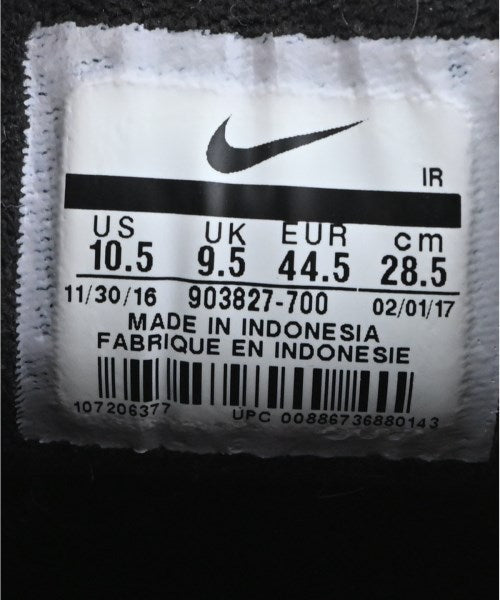 IR
US UK EUR cm
10.5 9.5 44.5 28.5
11/30/16 903827-700 02/01/17
MADE IN INDONESIA
FABRIQUE EN INDONESIE
107206377 UPC 00886736880143